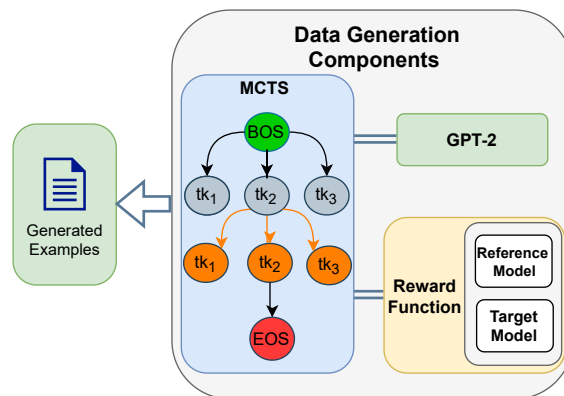 Data Generation
Components
MCTS
BOS
GPT-2
tk1
tk2
tk3
Generated
Examples
tk1
tk2
tk3
Reward
Function
Reference
Model
Target
Model
EOS